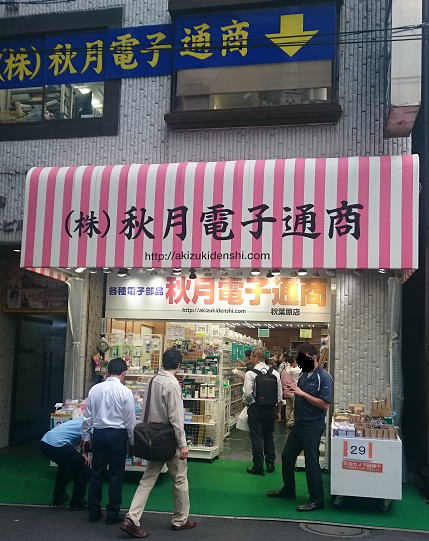 (株)秋月電子通商
(株)秋月電子通商
http://akizukidenshi.com
各種電子部品 秋月電子通商
http://akizukidenshi.com 秋葉原店
26
29